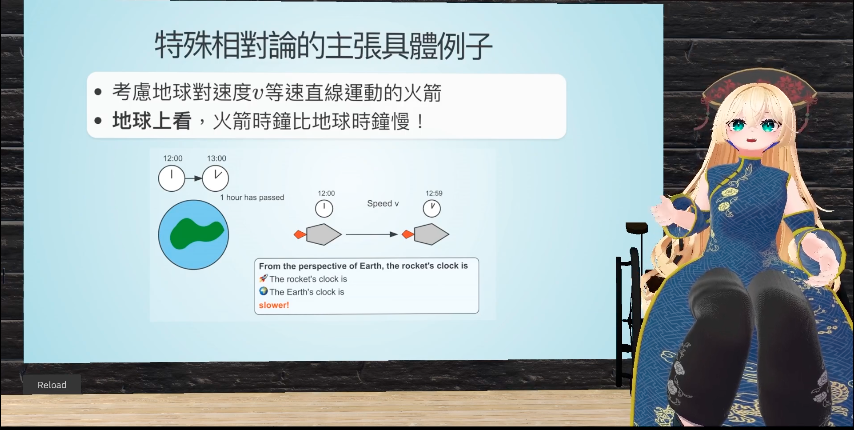 特殊相對論的主張具體例子
考慮地球對速度v等速直線運動的火箭
地球上看，火箭時鐘比地球時鐘慢！
12:00
13:00
1 hour has passed
12:00
Speed v
12:59
From the perspective of Earth, the rocket's clock is
The rocket's clock is
The Earth's clock is
slower!
Reload